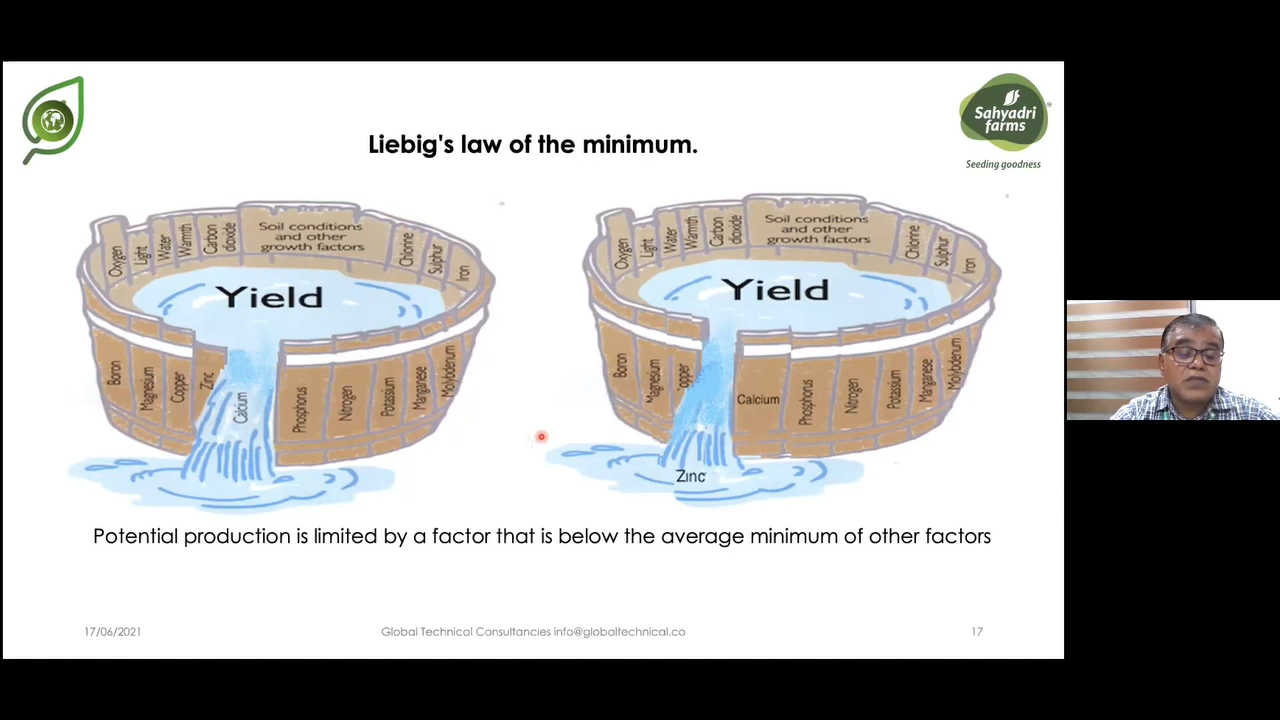 Sahyadri
farms
Seeding goodness
Liebig's law of the minimum.
Oxygen
Light
Water
Warmth
Carbon
dioxide
Soil conditions
and other
growth factors
Chlorine
Sulphur
Iron
Yield
Boron
Magnesium
Copper
Zinc
Calcium
Phosphorus
Nitrogen
Potassium
Manganese
Molybdenum
Oxygen
Light
Water
Warmth
Carbon
dioxide
Soil conditions
and other
growth factors
Chlorine
Sulphur
Iron
Yield
Boron
Magnesium
opper
Zinc
Calcium
Phosphorus
Nitrogen
Potassium
Manganese
Molybdenum
Potential production is limited by a factor that is below the average minimum of other factors
17/06/2021
Global Technical Consultancies info@globaltechnical.co
17